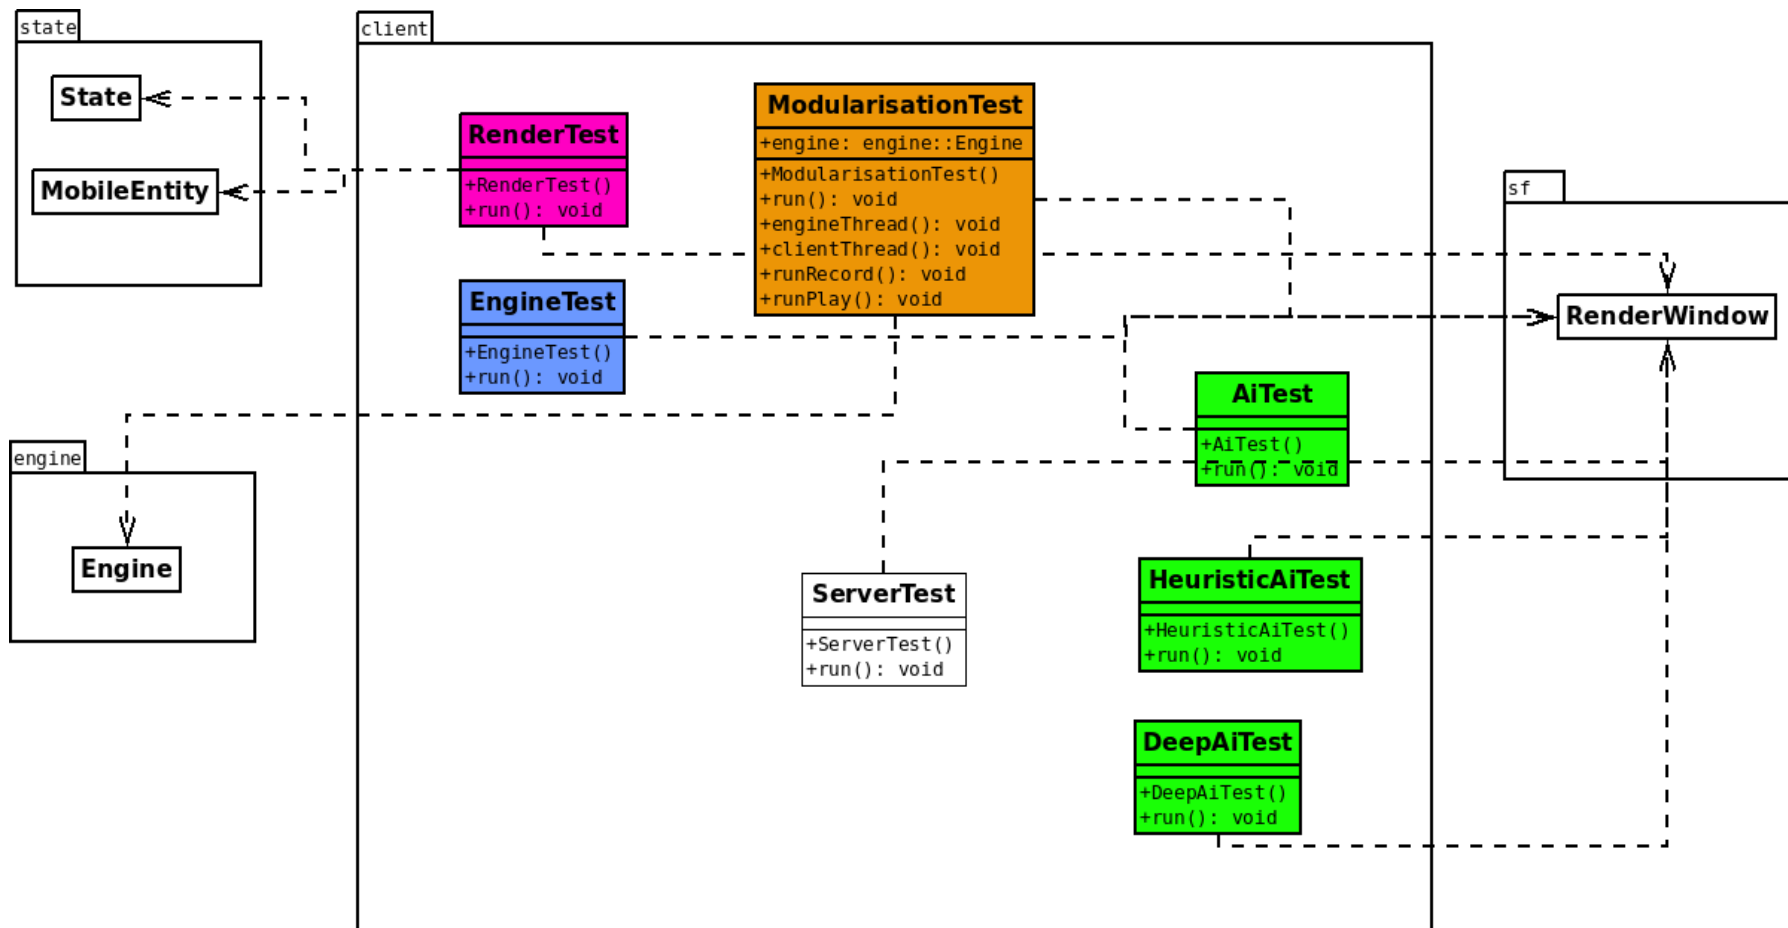 state
State
MobileEntity
client
RenderTest
+RenderTest()
+run(): void
ModularisationTest
+engine: engine::Engine
+ModularisationTest()
+run(): void
+engineThread(): void
+clientThread(): void
+runRecord(): void
+runPlay(): void
EngineTest
+EngineTest()
+run(): void
sf
RenderWindow
AiTest
+AiTest()
+run(): void
engine
Engine
ServerTest
+ServerTest()
+run(): void
HeuristicAiTest
+HeuristicAiTest()
+run(): void
DeepAiTest
+DeepAiTest()
+run(): void